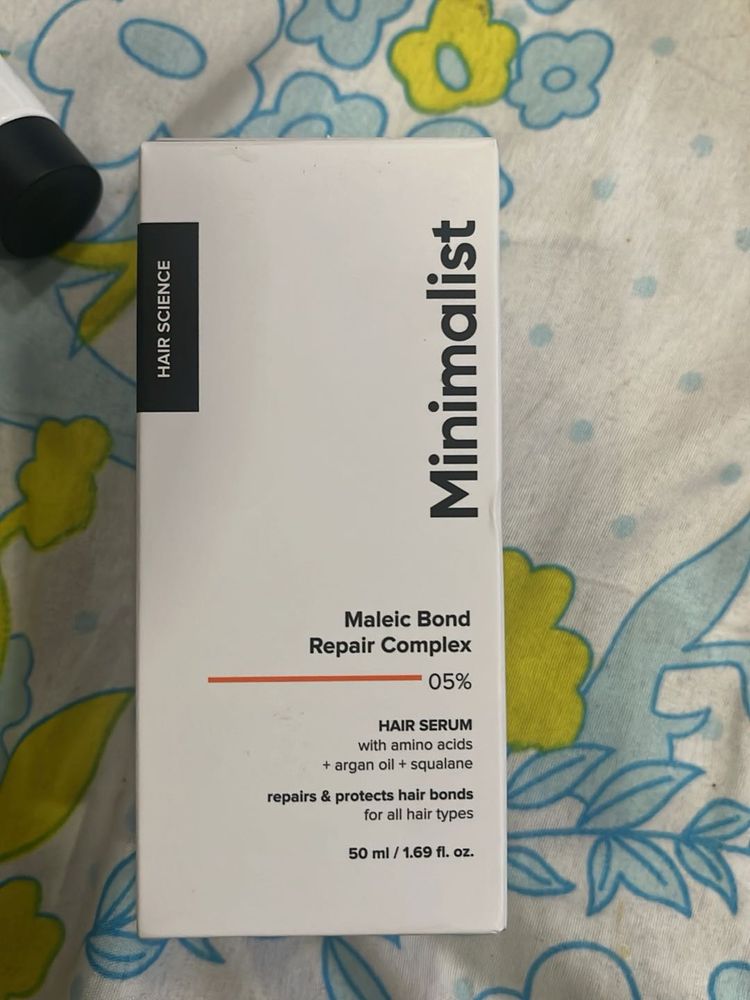 HAIR SCIENCE
Minimalist
Maleic Bond
Repair Complex
05%
HAIR SERUM
with amino acids
+ argan oil + squalane
repairs & protects hair bonds
for all hair types
50 ml / 1.69 fl. oz.